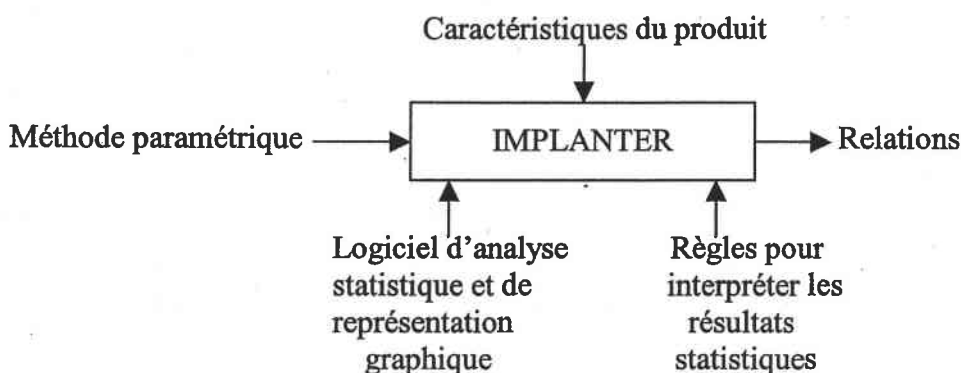 Caractéristiques du produit
Méthode paramétrique
IMPLANTER
Relations
Logiciel d'analyse
statistique et de
représentation
graphique
Règles pour
interpréter les
résultats
statistiques